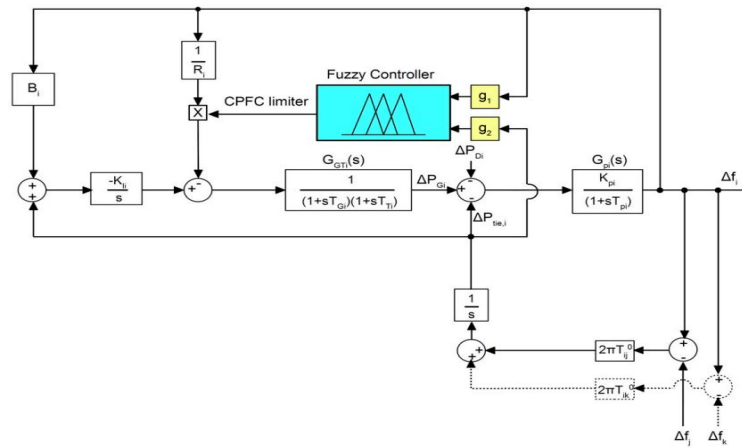 1
R_i
Fuzzy Controller
B_i
CPFC limiter
g_1
X
g_2
ΔP_Di
G_GTi(s)
G_pi(s)
-K_Ii
s
1
(1+sT_Gi)(1+sT_Ti)
ΔP_Gi
K_pi
(1+sT_pi)
Δf_i
ΔP_tie,i
1
s
2πT_ij^0
2πT_ik^0
Δf_j
Δf_k